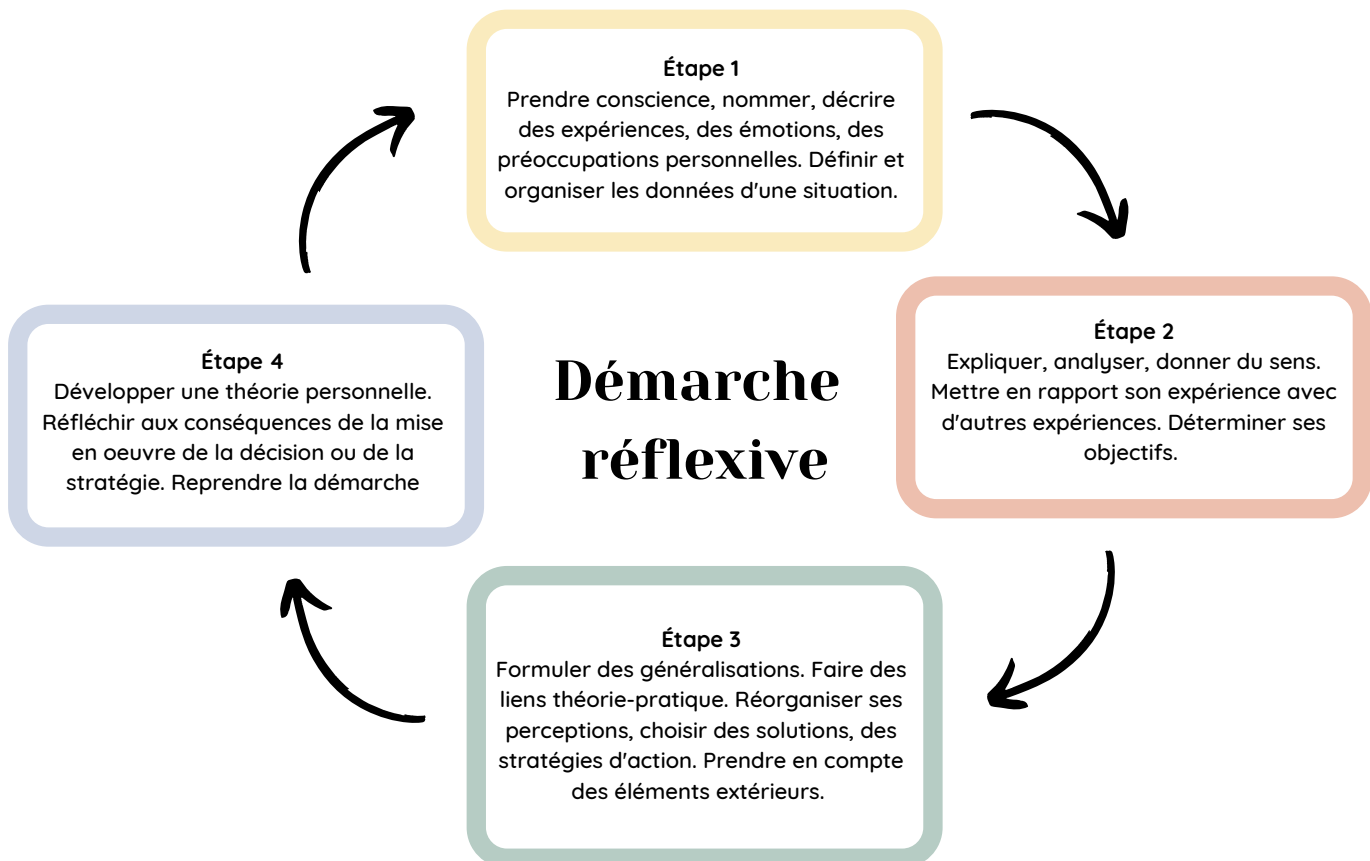 Étape 1
Prendre conscience, nommer, décrire
des expériences, des émotions, des
préoccupations personnelles. Définir et
organiser les données d'une situation.
Étape 2
Expliquer, analyser, donner du sens.
Mettre en rapport son expérience avec
d'autres expériences. Déterminer ses
objectifs.
Étape 4
Développer une théorie personnelle.
Réfléchir aux conséquences de la mise
en oeuvre de la décision ou de la
stratégie. Reprendre la démarche
Démarche
réflexive
Étape 3
Formuler des généralisations. Faire des
liens théorie-pratique. Réorganiser ses
perceptions, choisir des solutions, des
stratégies d'action. Prendre en compte
des éléments extérieurs.